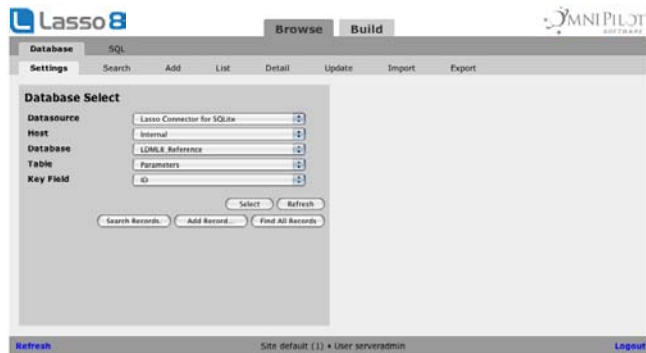 Lasso 8
Browse Build
OMNIPILOT
SOFTWARE
Database SQL
Settings Search Add List Detail Update Import Export
Database Select
Datasource Lasso Connector for SQLite
Host Internal
Database LDML8_Reference
Table Parameters
Key Field ID
Select Refresh
Search Records Add Record... Find All Records
Refresh Site default (1) • User serveradmin Logout